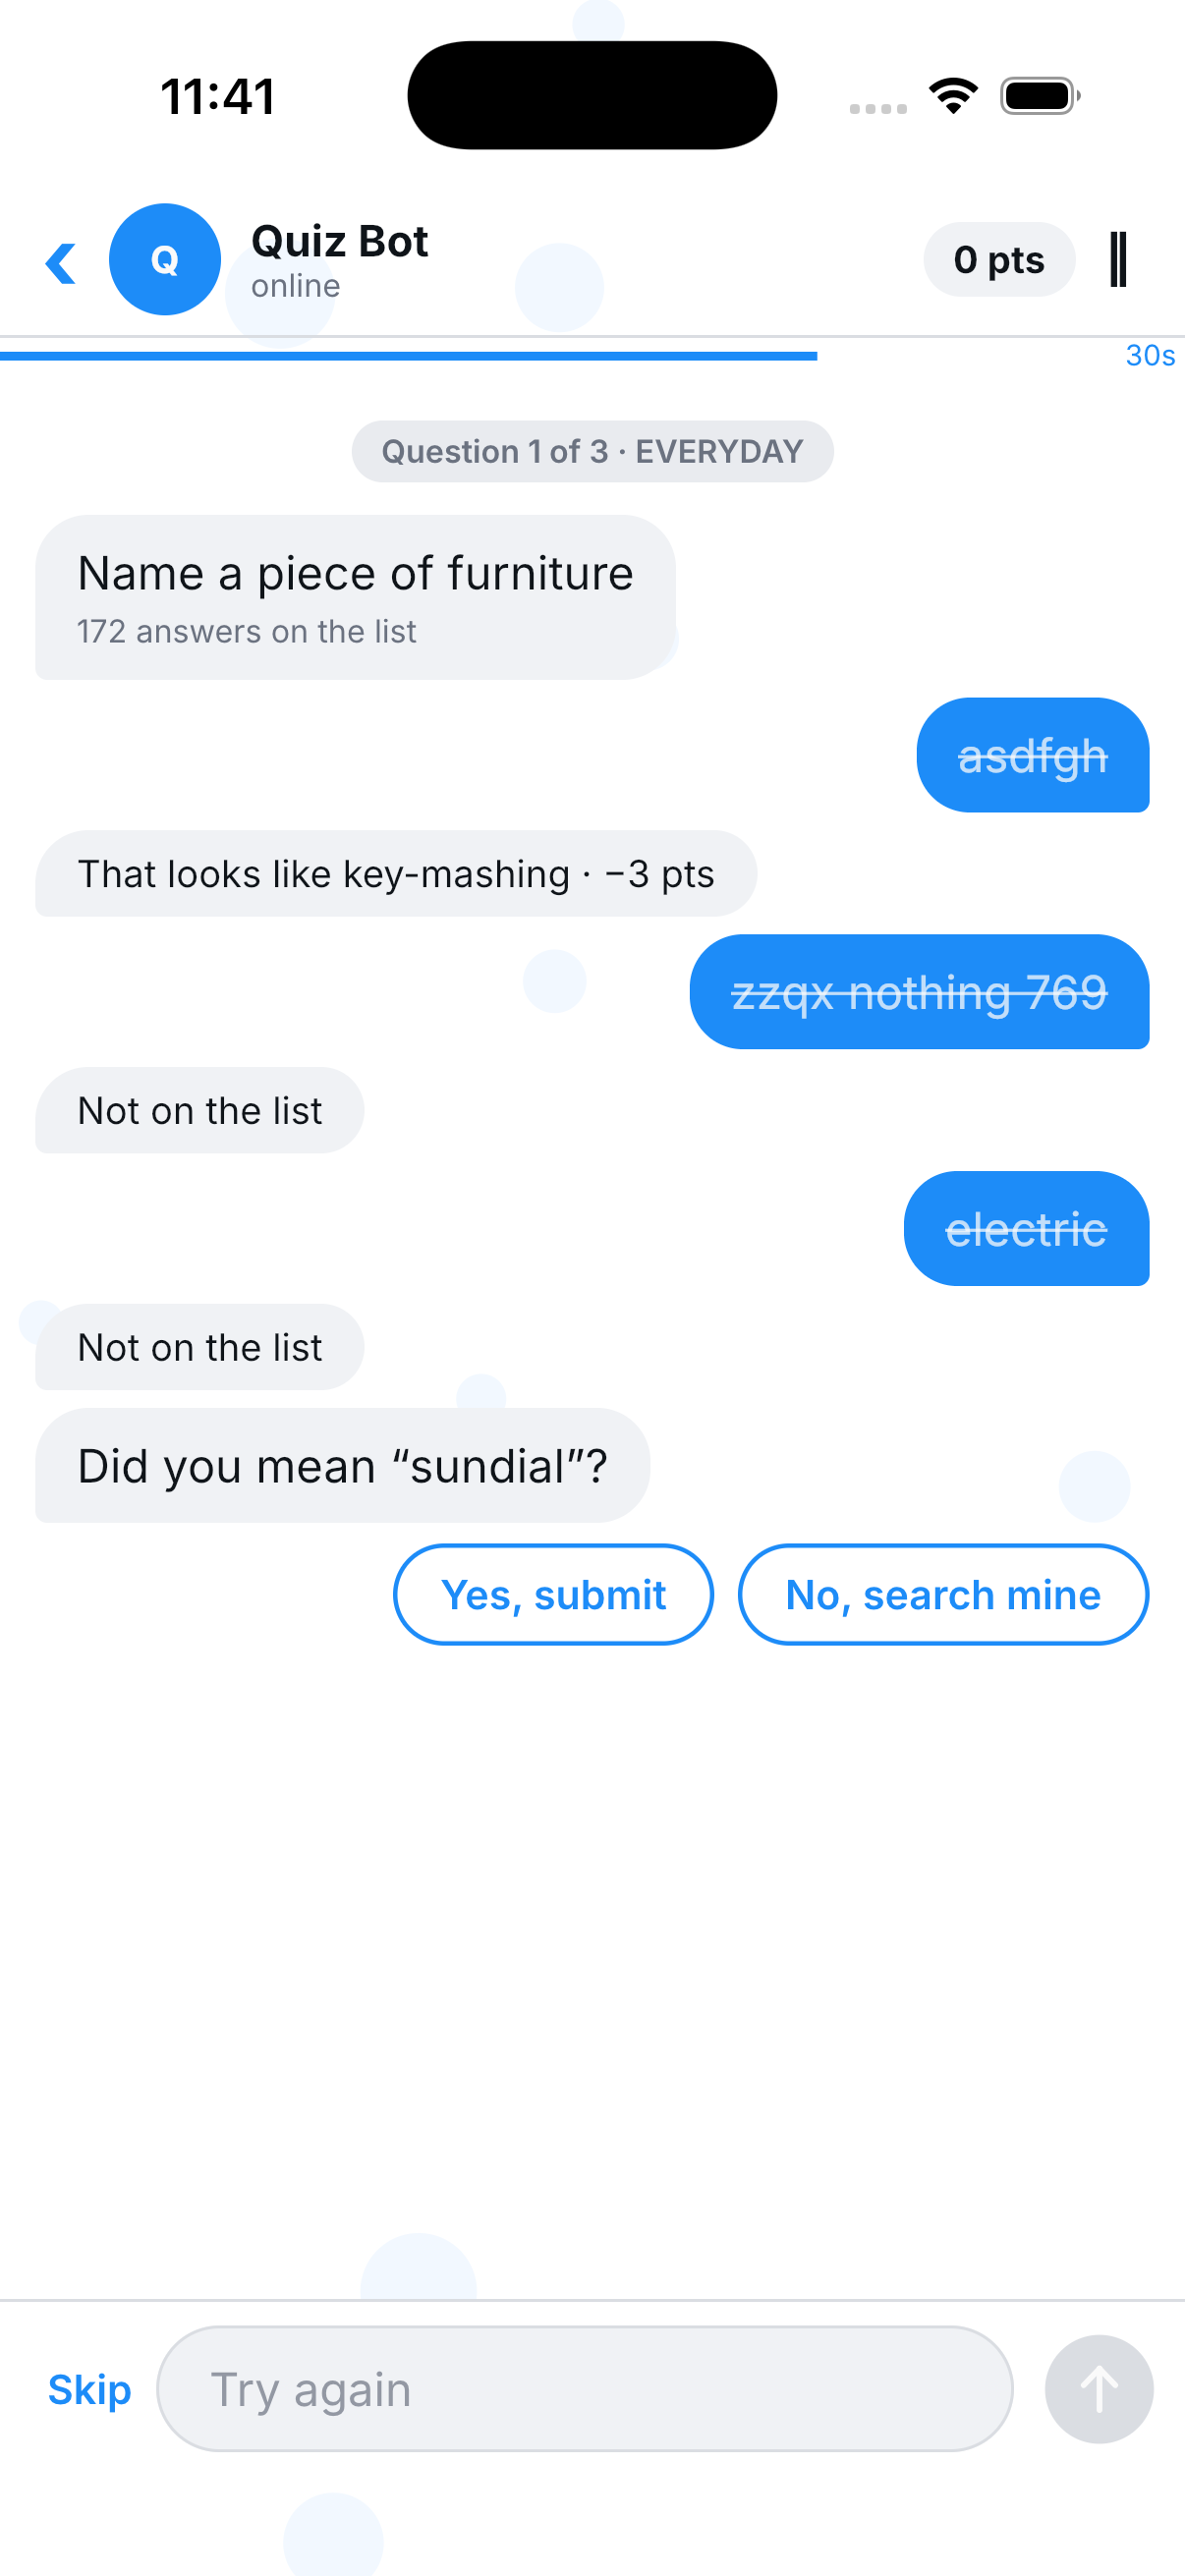 11:41
Q
Quiz Bot
online
0 pts
30s
Question 1 of 3 · EVERYDAY
Name a piece of furniture
172 answers on the list
asdfgh
That looks like key-mashing · −3 pts
zzqx nothing 769
Not on the list
electric
Not on the list
Did you mean “sundial”?
Yes, submit
No, search mine
Skip
Try again